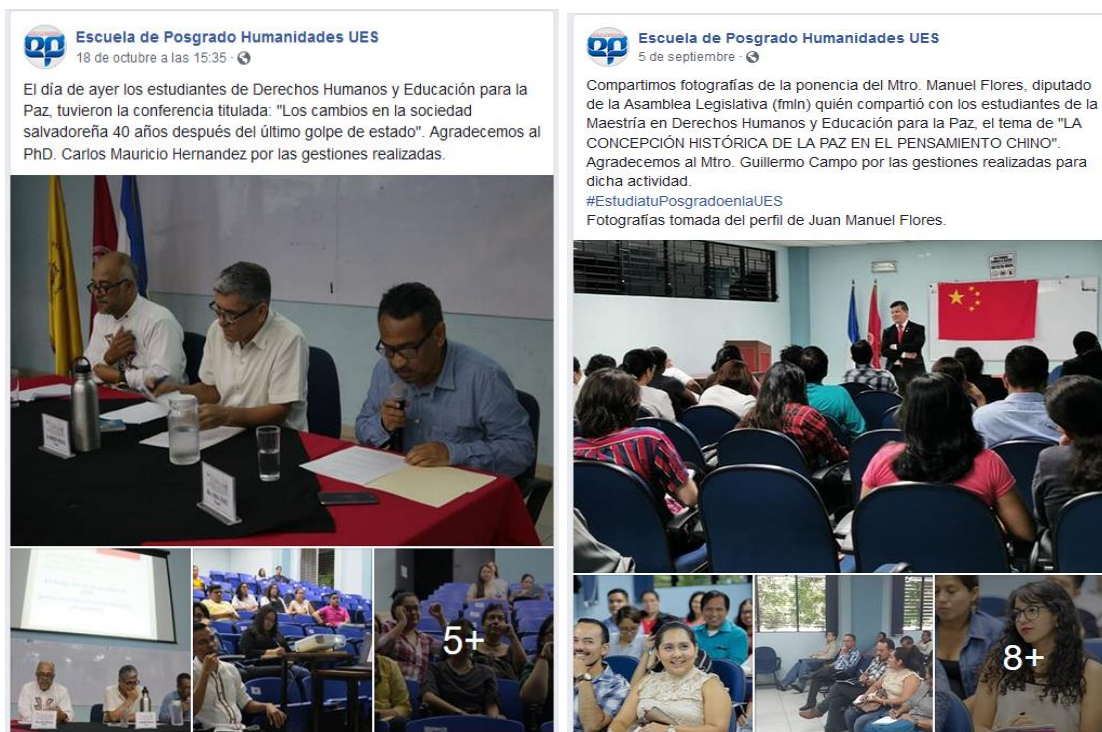 Escuela de Posgrado Humanidades UES
18 de octubre a las 15:35 ·
El día de ayer los estudiantes de Derechos Humanos y Educación para la
Paz, tuvieron la conferencia titulada: "Los cambios en la sociedad
salvadoreña 40 años después del último golpe de estado". Agradecemos al
PhD. Carlos Mauricio Hernandez por las gestiones realizadas.
5+
Escuela de Posgrado Humanidades UES
5 de septiembre ·
Compartimos fotografías de la ponencia del Mtro. Manuel Flores, diputado
de la Asamblea Legislativa (fmln) quién compartió con los estudiantes de la
Maestría en Derechos Humanos y Educación para la Paz, el tema de "LA
CONCEPCIÓN HISTÓRICA DE LA PAZ EN EL PENSAMIENTO CHINO".
Agradecemos al Mtro. Guillermo Campo por las gestiones realizadas para
dicha actividad.
#EstudiatuPosgradoenlaUES
Fotografías tomada del perfil de Juan Manuel Flores.
8+